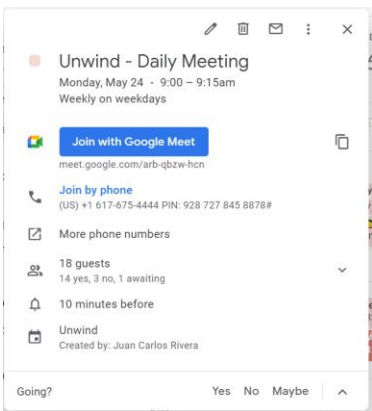 Unwind - Daily Meeting
Monday, May 24 · 9:00 – 9:15am
Weekly on weekdays
Join with Google Meet
meet.google.com/arb-qbzw-hcn
Join by phone
(US) +1 617-675-4444 PIN: 928 727 845 8878#
More phone numbers
18 guests
14 yes, 3 no, 1 awaiting
10 minutes before
Unwind
Created by: Juan Carlos Rivera
Going? Yes No Maybe